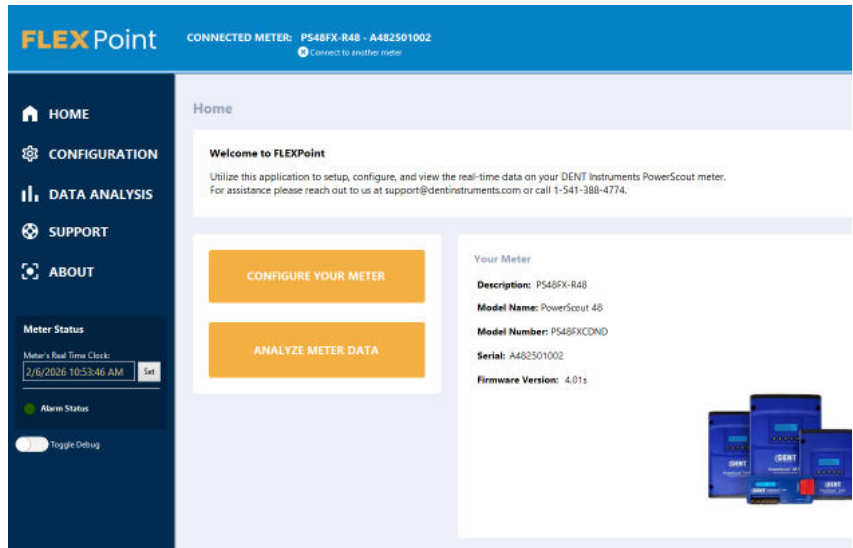 FLEX Point
CONNECTED METER: PS48FX-R48 - A482501002
Connect to another meter
HOME
CONFIGURATION
DATA ANALYSIS
SUPPORT
ABOUT
Meter Status
Meter's Real Time Clock:
2/6/2026 10:53:46 AM Set
Alarm Status
Toggle Debug
Home
Welcome to FLEXPoint
Utilize this application to setup, configure, and view the real-time data on your DENT Instruments PowerScout meter.
For assistance please reach out to us at support@dentinstruments.com or call 1-541-388-4774.
CONFIGURE YOUR METER
ANALYZE METER DATA
Your Meter
Description: PS48FX-R48
Model Name: PowerScout 48
Model Number: PS48FXCDND
Serial: A482501002
Firmware Version: 4.01s
DENT
DENT
DENT
DENT